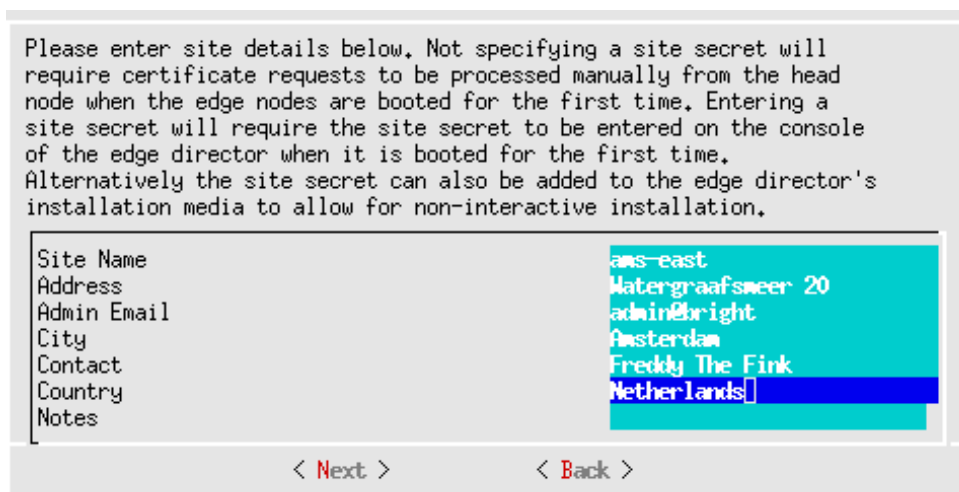 Please enter site details below. Not specifying a site secret will
require certificate requests to be processed manually from the head
node when the edge nodes are booted for the first time. Entering a
site secret will require the site secret to be entered on the console
of the edge director when it is booted for the first time.
Alternatively the site secret can also be added to the edge director's
installation media to allow for non-interactive installation.
Site Name ams-east
Address Watergraafsmeer 20
Admin Email admin@bright
City Amsterdam
Contact Freddy The Fink
Country Netherlands
Notes
< Next > < Back >